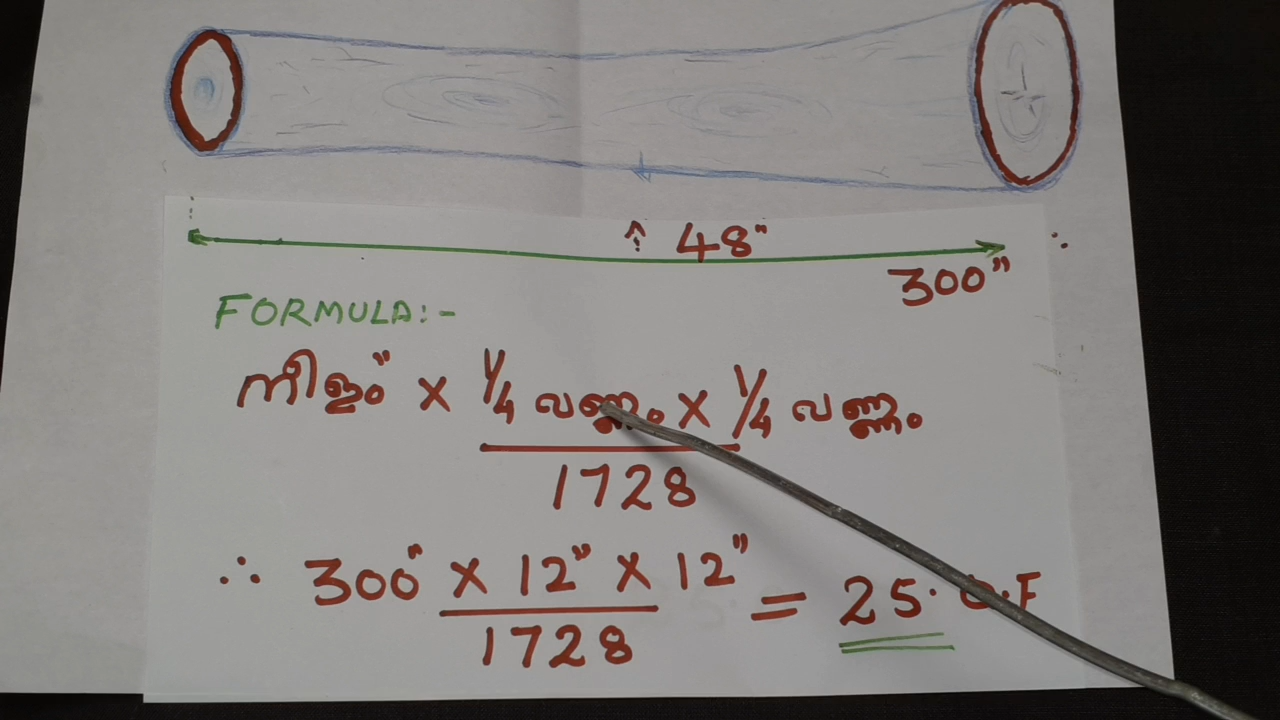 48"
300"
FORMULA:-
നീളം" x 1/4 വണ്ണം x 1/4 വണ്ണം
1728
∴ 300" x 12" x 12" = 25.
1728